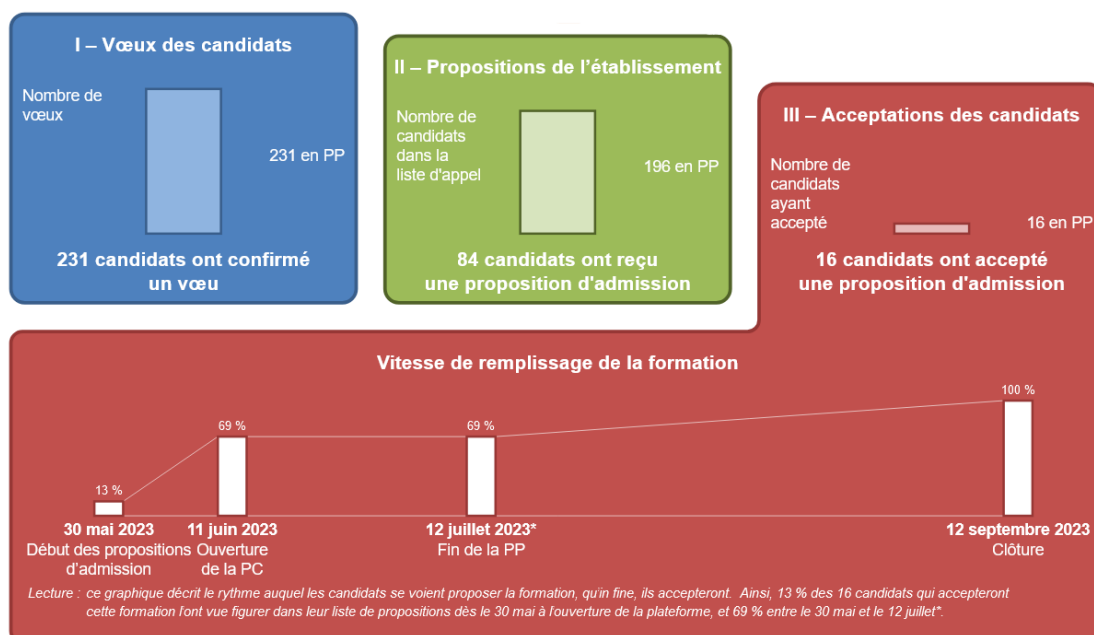 I – Vœux des candidats
Nombre de
vœux
231 en PP
231 candidats ont confirmé
un vœu
II – Propositions de l'établissement
Nombre de
candidats
dans la
liste d'appel
196 en PP
84 candidats ont reçu
une proposition d'admission
III – Acceptations des candidats
Nombre de
candidats
ayant
accepté
16 en PP
16 candidats ont accepté
une proposition d'admission
Vitesse de remplissage de la formation
13 %
69 %
69 %
100 %
30 mai 2023
Début des propositions
d'admission
11 juin 2023
Ouverture
de la PC
12 juillet 2023*
Fin de la PP
12 septembre 2023
Clôture
Lecture : ce graphique décrit le rythme auquel les candidats se voient proposer la formation, qu'in fine, ils accepteront. Ainsi, 13 % des 16 candidats qui accepteront
cette formation l'ont vue figurer dans leur liste de propositions dès le 30 mai à l'ouverture de la plateforme, et 69 % entre le 30 mai et le 12 juillet*.